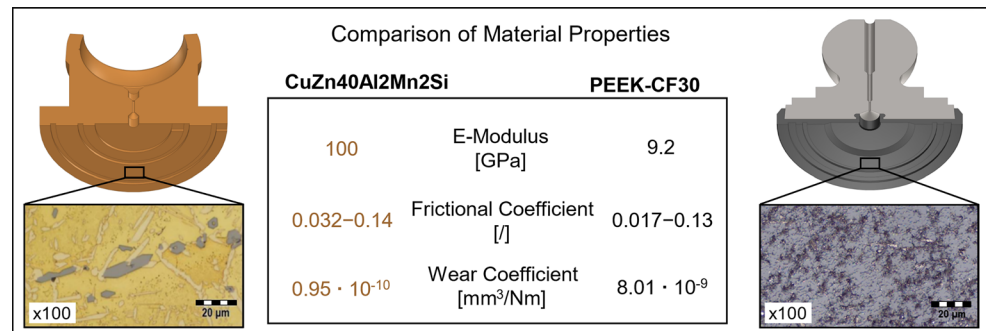 Comparison of Material Properties
CuZn40Al2Mn2Si PEEK-CF30
100 E-Modulus [GPa] 9.2
0.032–0.14 Frictional Coefficient [/] 0.017–0.13
0.95 · 10⁻¹⁰ Wear Coefficient [mm³/Nm] 8.01 · 10⁻⁹
x100 20 µm
x100 20 µm